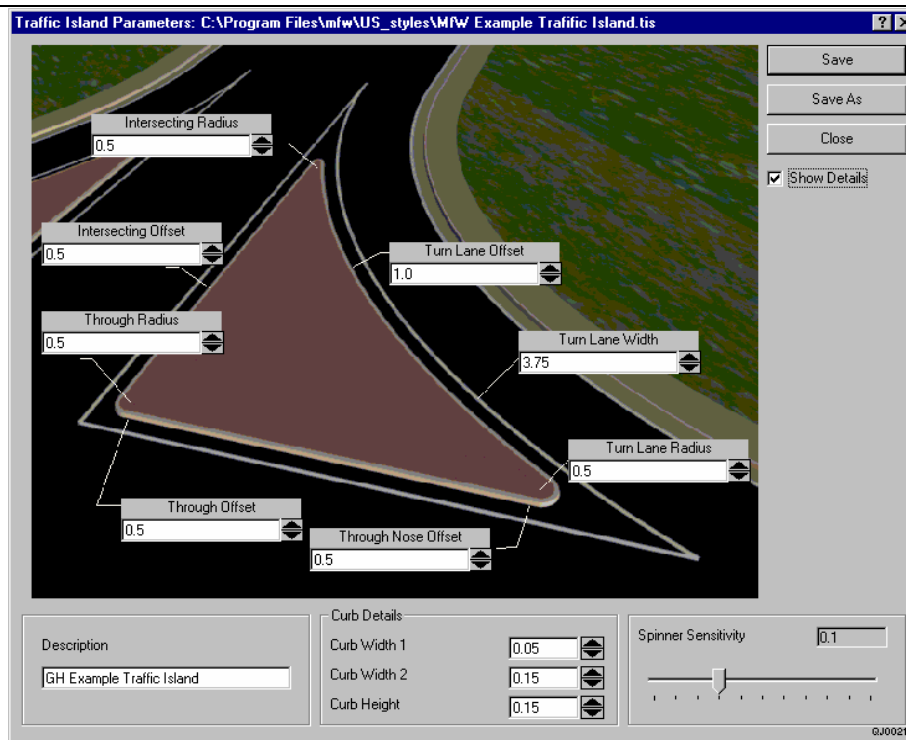 Traffic Island Parameters: C:\Program Files\mfw\US_styles\MfW Example Trafific Island.tis
Save
Save As
Close
Show Details
Intersecting Radius
0.5
Intersecting Offset
0.5
Turn Lane Offset
1.0
Through Radius
0.5
Turn Lane Width
3.75
Turn Lane Radius
0.5
Through Offset
0.5
Through Nose Offset
0.5
Description
GH Example Traffic Island
Curb Details
Curb Width 1
0.05
Curb Width 2
0.15
Curb Height
0.15
Spinner Sensitivity
0.1
QJ0021